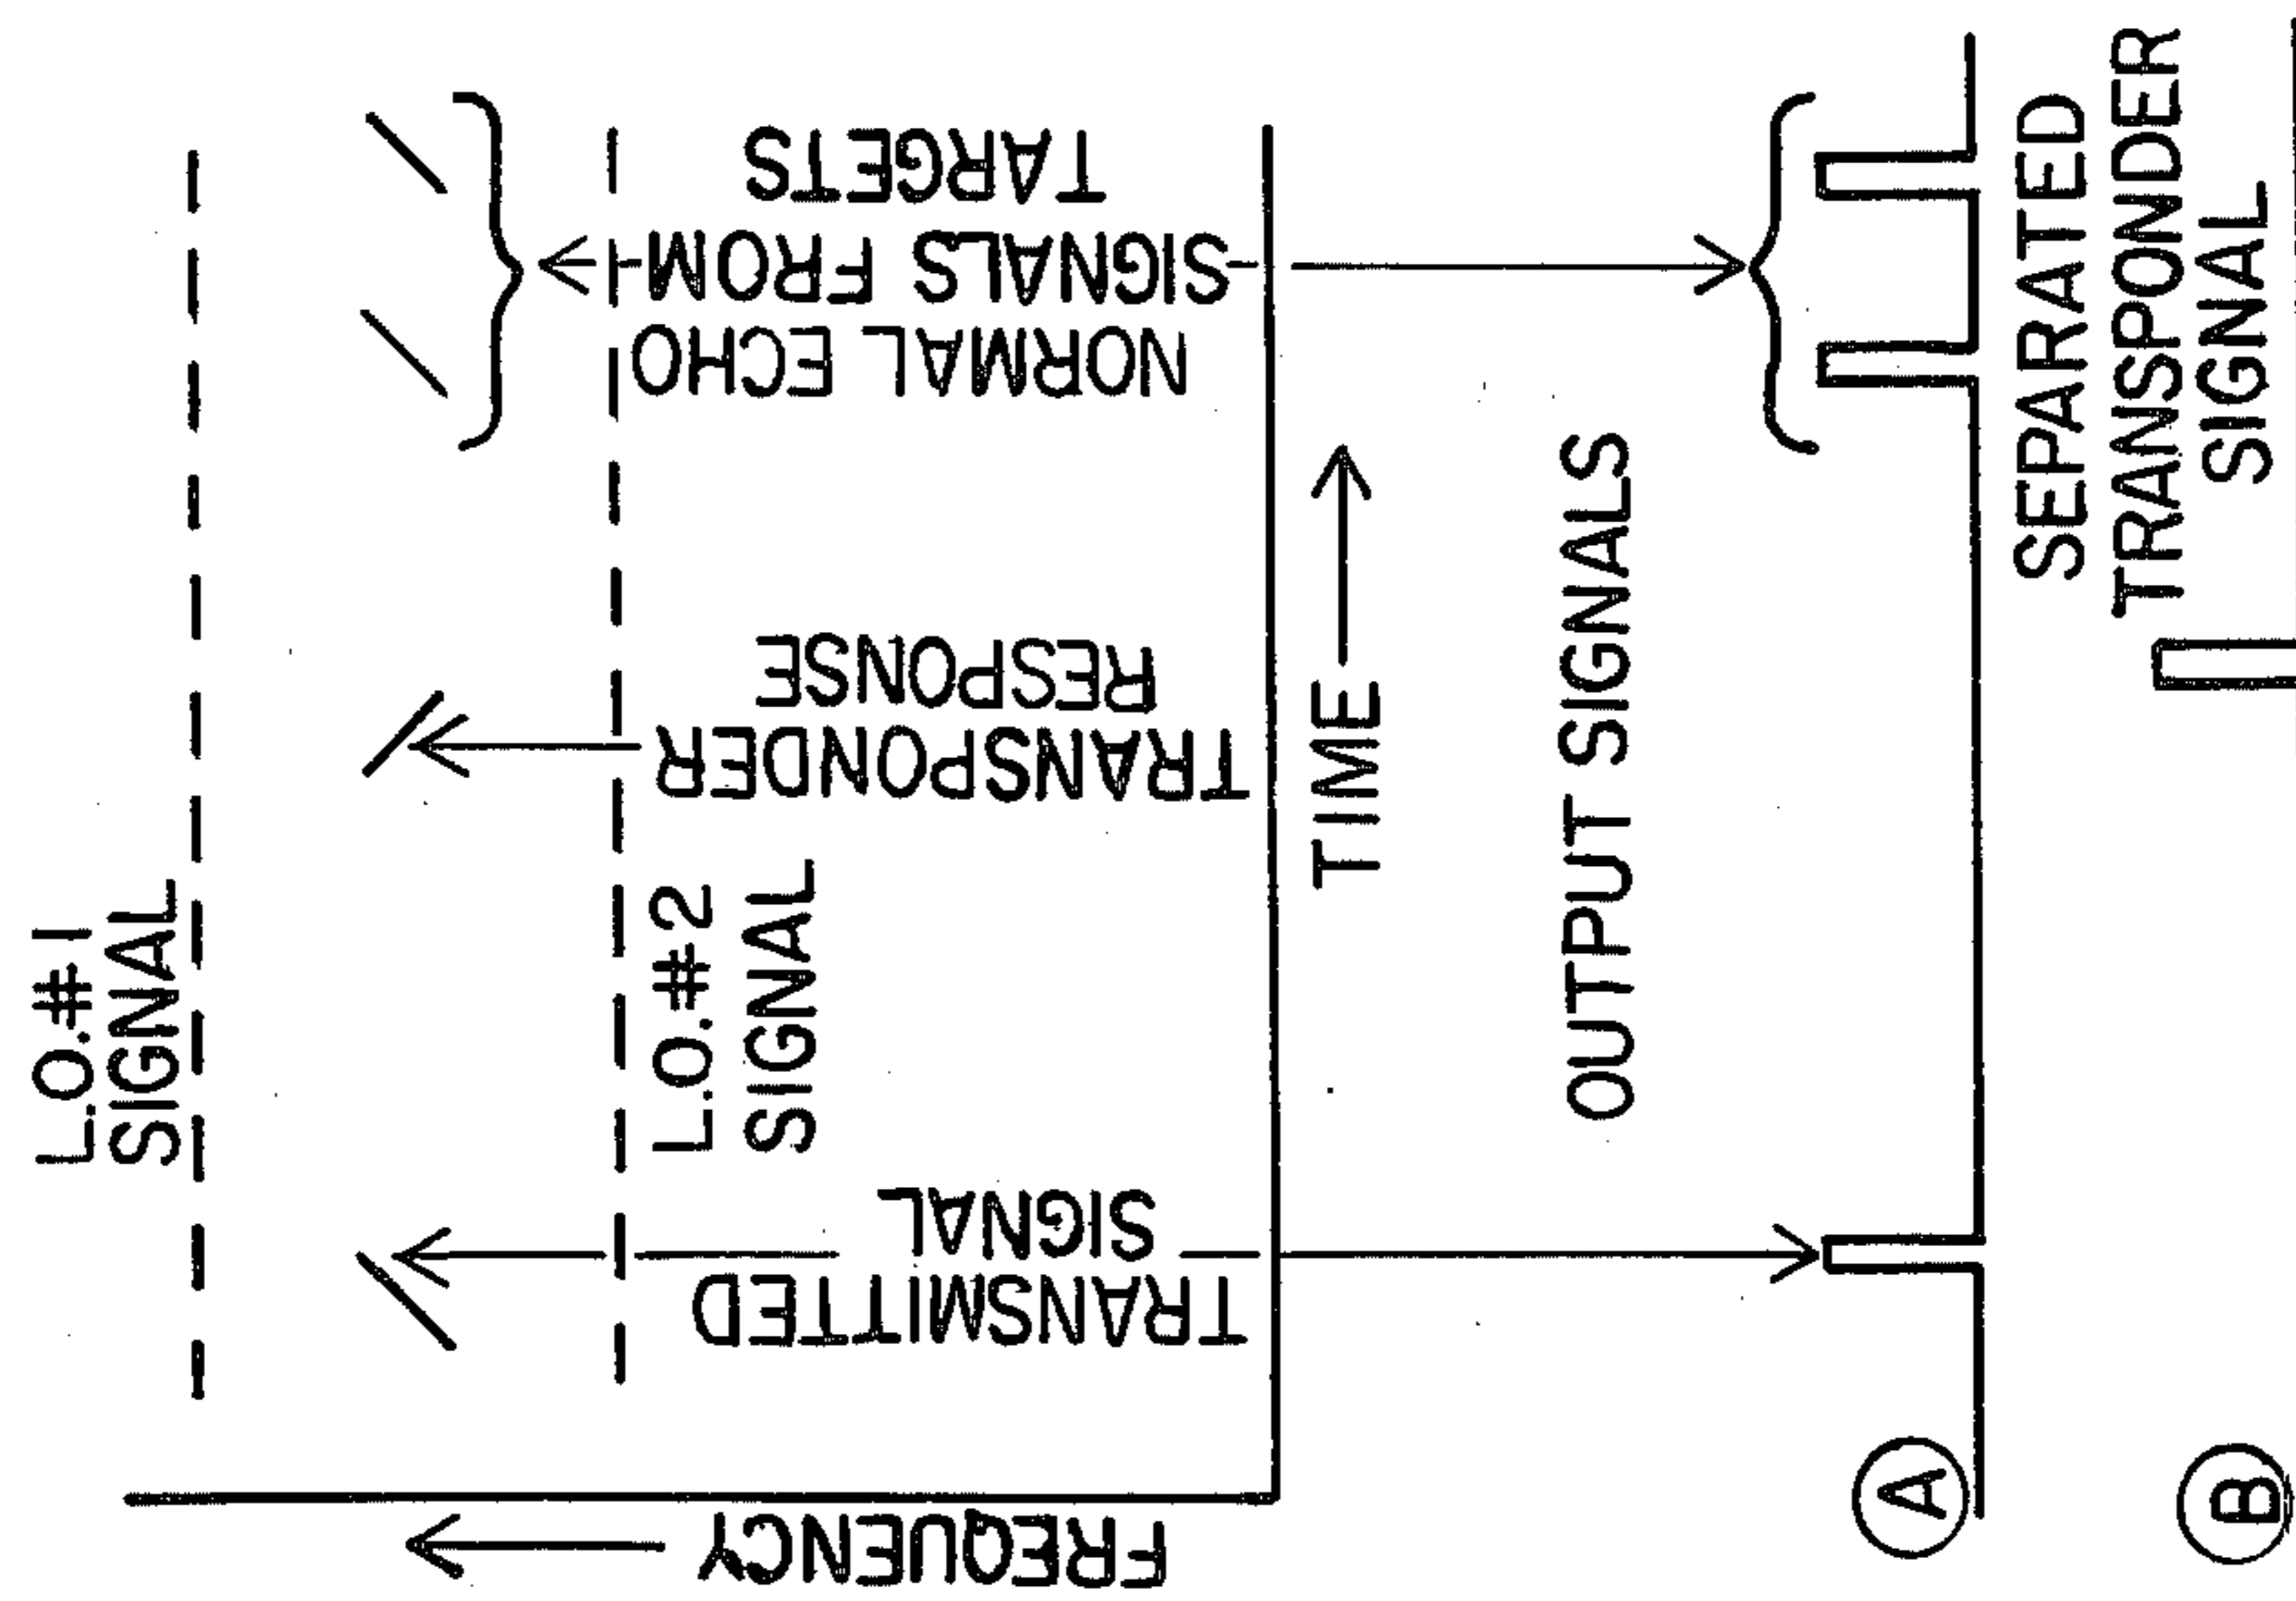 L.O.#1
SIGNAL
L.O.#2
SIGNAL
FREQUENCY
TRANSMITTED
SIGNAL
TRANSPONDER
RESPONSE
NORMAL ECHO
SIGNALS FROM
TARGETS
TIME
OUTPUT SIGNALS
A
SEPARATED
TRANSPONDER
SIGNAL
B